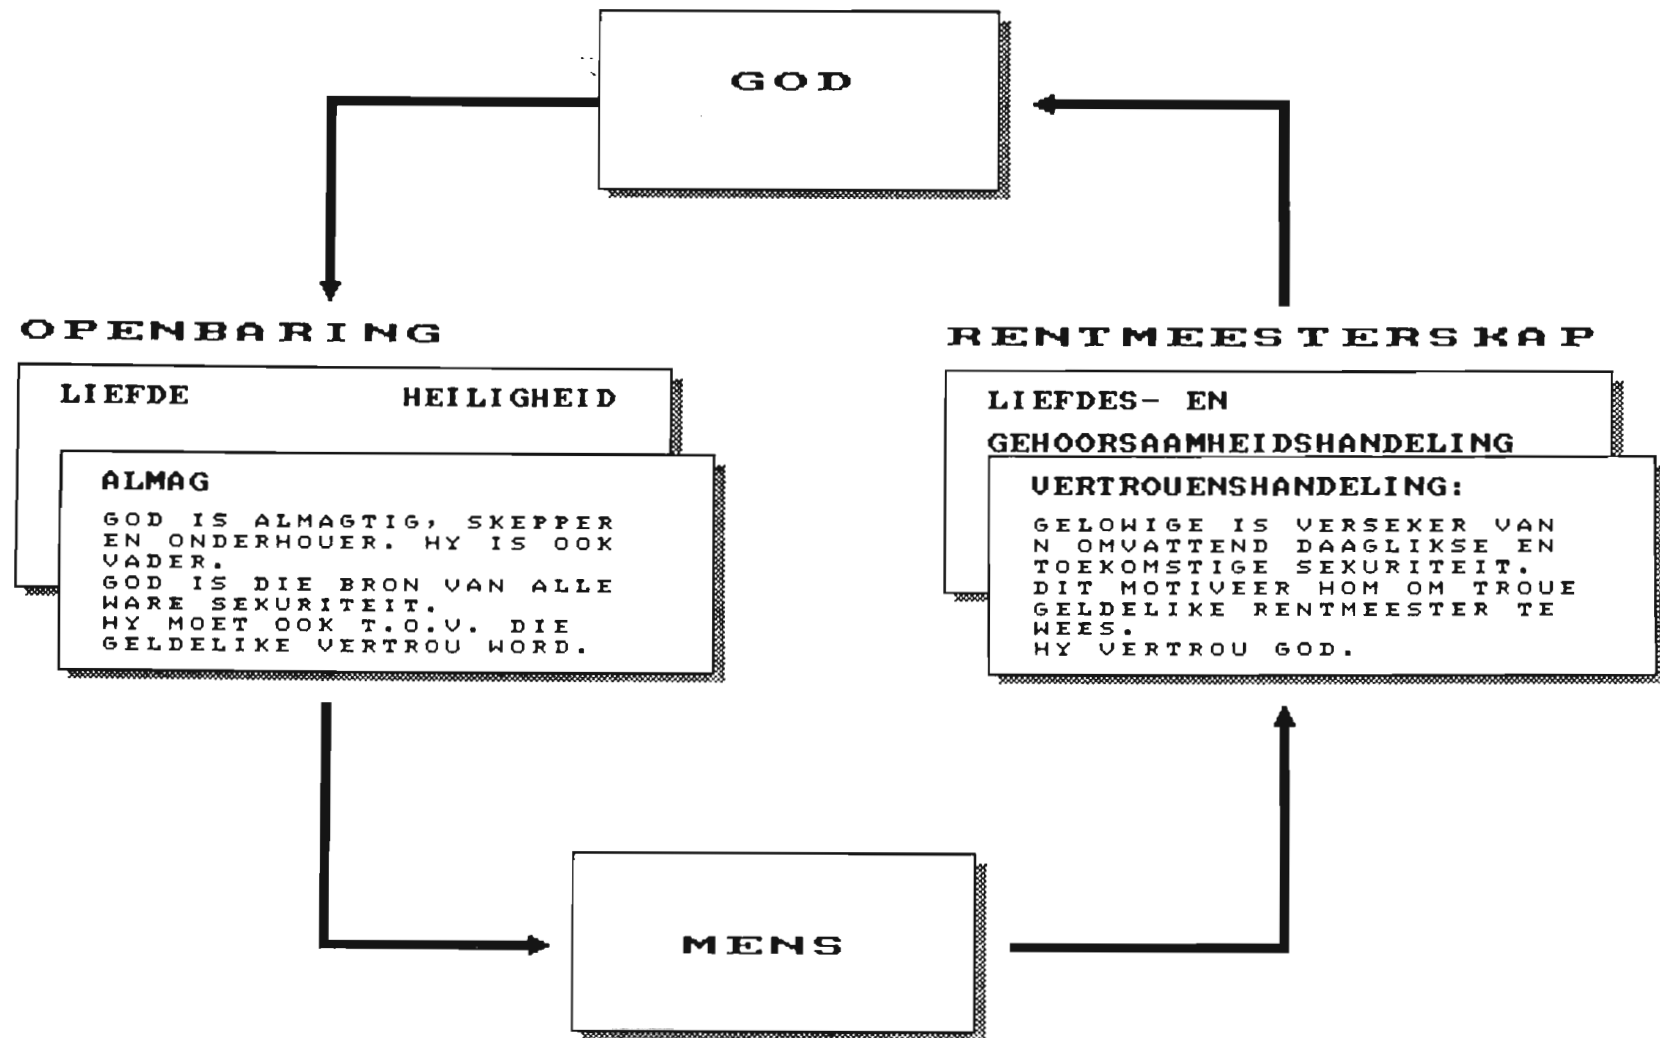 GOD
OPENBARING
LIEFDE HEILIGHEID
ALMAG
GOD IS ALMAGTIG, SKEPPER
EN ONDERHOUER. HY IS OOK
VADER.
GOD IS DIE BRON VAN ALLE
WARE SEKURITEIT.
HY MOET OOK T.O.V. DIE
GELDELIKE VERTROU WORD.
RENTMEESTERSKAP
LIEFDES- EN
GEHOORSAAMHEIDSHANDELING
VERTROUENSHANDELING:
GELOWIGE IS VERSEKER VAN
N OMVATTEND DAAGLIKSE EN
TOEKOMSTIGE SEKURITEIT.
DIT MOTIVEER HOM OM TROUE
GELDELIKE RENTMEESTER TE
WEES.
HY VERTROU GOD.
MENS